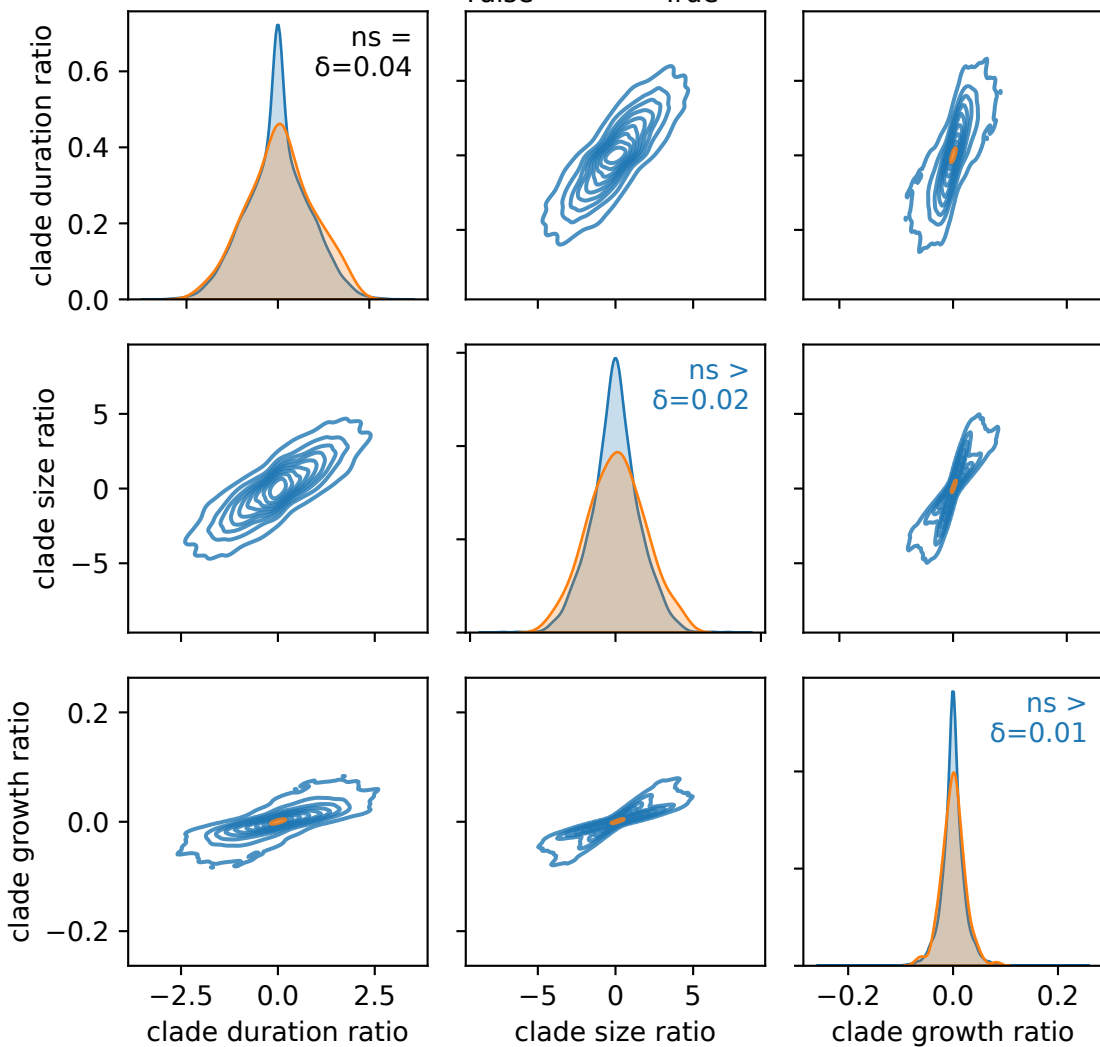 clade duration ratio
0.6
0.4
0.2
0.0
ns =
δ=0.04
clade size ratio
5
0
−5
ns >
δ=0.02
clade growth ratio
0.2
0.0
−0.2
ns >
δ=0.01
−2.5 0.0 2.5
−5 0 5
−0.2 0.0 0.2
clade duration ratio
clade size ratio
clade growth ratio